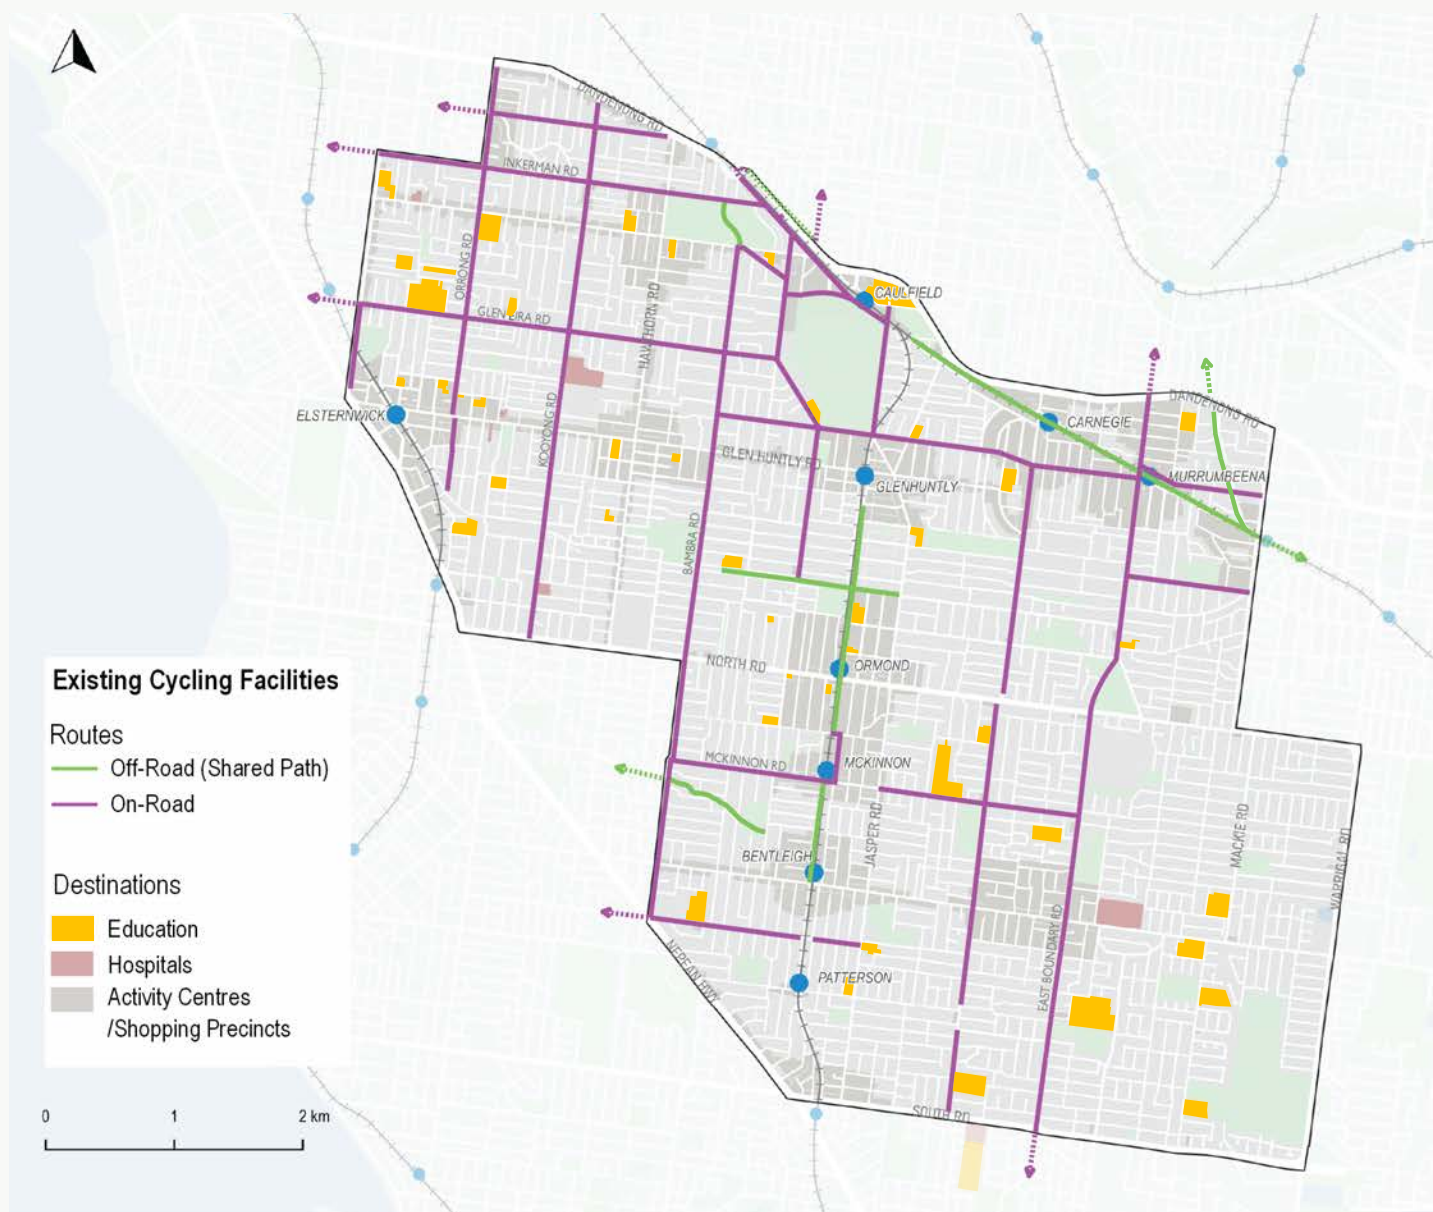 DANDENONG RD
INKERMAN RD
ORRONG RD
GLEN EIRA RD
HAWTHORN RD
CAULFIELD
KOOYONG RD
ELSTERNWICK
CARNEGIE
DANDENONG RD
GLEN HUNTLY RD
GLENHUNTLY
MURRUMBEENA
BAMBRA RD
NORTH RD
ORMOND
MCKINNON RD
MCKINNON
JASPER RD
BENTLEIGH
MACKIE RD
WARRIGAL RD
EAST BOUNDARY RD
NEPEAN HWY
PATTERSON
SOUTH RD
Existing Cycling Facilities
Routes
Off-Road (Shared Path)
On-Road
Destinations
Education
Hospitals
Activity Centres
/Shopping Precincts
0 1 2 km